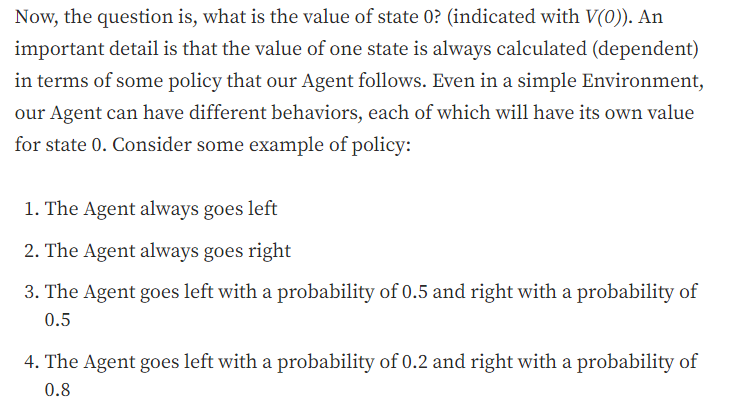 Now, the question is, what is the value of state 0? (indicated with V(0)). An
important detail is that the value of one state is always calculated (dependent)
in terms of some policy that our Agent follows. Even in a simple Environment,
our Agent can have different behaviors, each of which will have its own value
for state 0. Consider some example of policy:
1. The Agent always goes left
2. The Agent always goes right
3. The Agent goes left with a probability of 0.5 and right with a probability of
0.5
4. The Agent goes left with a probability of 0.2 and right with a probability of
0.8